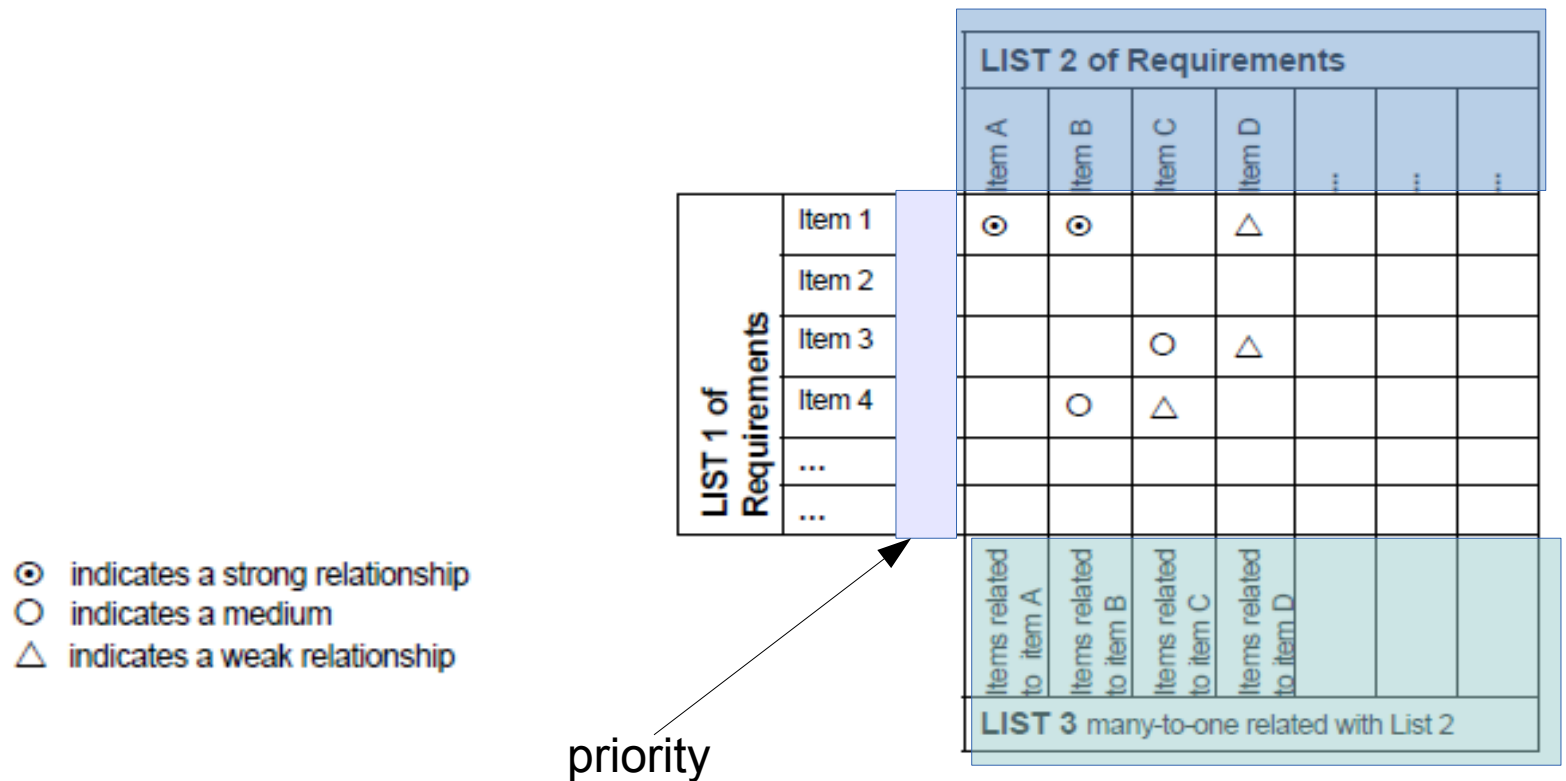 LIST 2 of Requirements
Item A
Item B
Item C
Item D
...
...
...
LIST 1 of
Requirements
Item 1
Item 2
Item 3
Item 4
...
...
indicates a strong relationship
indicates a medium
indicates a weak relationship
Items related
to item A
Items related
to item B
Items related
to item C
Items related
to item D
LIST 3 many-to-one related with List 2
priority